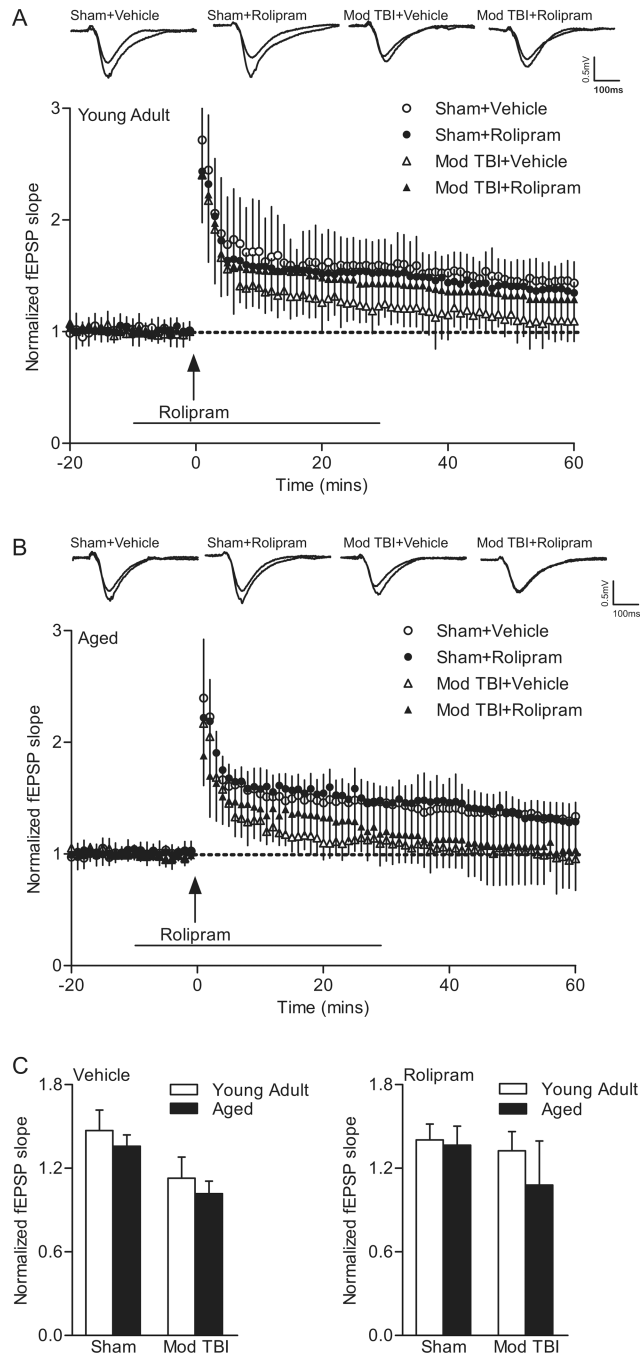 A
Sham+Vehicle Sham+Rolipram Mod TBI+Vehicle Mod TBI+Rolipram
0.5mV
100ms
Young Adult
Sham+Vehicle
Sham+Rolipram
Mod TBI+Vehicle
Mod TBI+Rolipram
Normalized fEPSP slope
3
2
1
0
Rolipram
-20 0 20 40 60
Time (mins)
B
Sham+Vehicle Sham+Rolipram Mod TBI+Vehicle Mod TBI+Rolipram
0.5mV
100ms
Aged
Sham+Vehicle
Sham+Rolipram
Mod TBI+Vehicle
Mod TBI+Rolipram
Normalized fEPSP slope
3
2
1
0
Rolipram
-20 0 20 40 60
Time (mins)
C
Vehicle
Young Adult
Aged
Normalized fEPSP slope
1.8
1.2
0.6
0.0
Sham Mod TBI
Rolipram
Young Adult
Aged
Normalized fEPSP slope
1.8
1.2
0.6
0.0
Sham Mod TBI